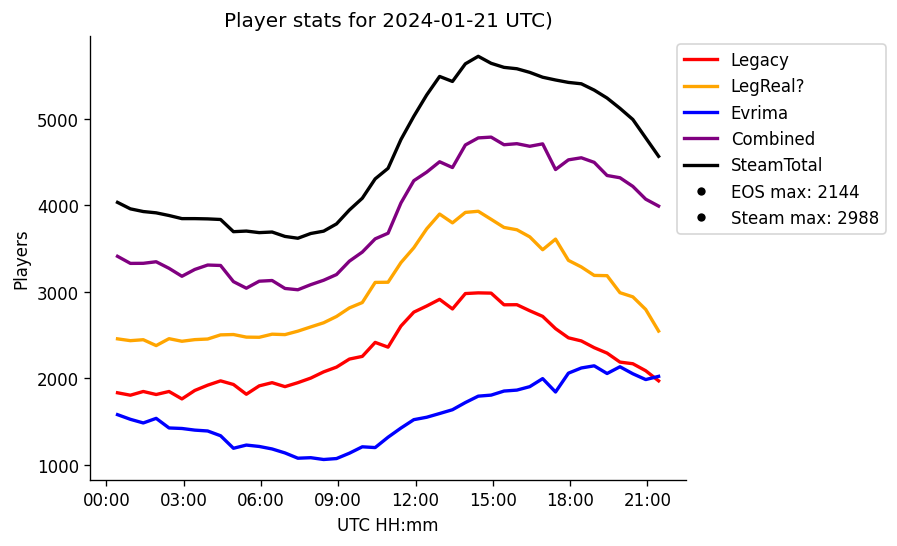 Player stats for 2024-01-21 UTC)
Legacy
LegReal?
Evrima
Combined
SteamTotal
EOS max: 2144
Steam max: 2988
Players
5000
4000
3000
2000
1000
00:00 03:00 06:00 09:00 12:00 15:00 18:00 21:00
UTC HH:mm